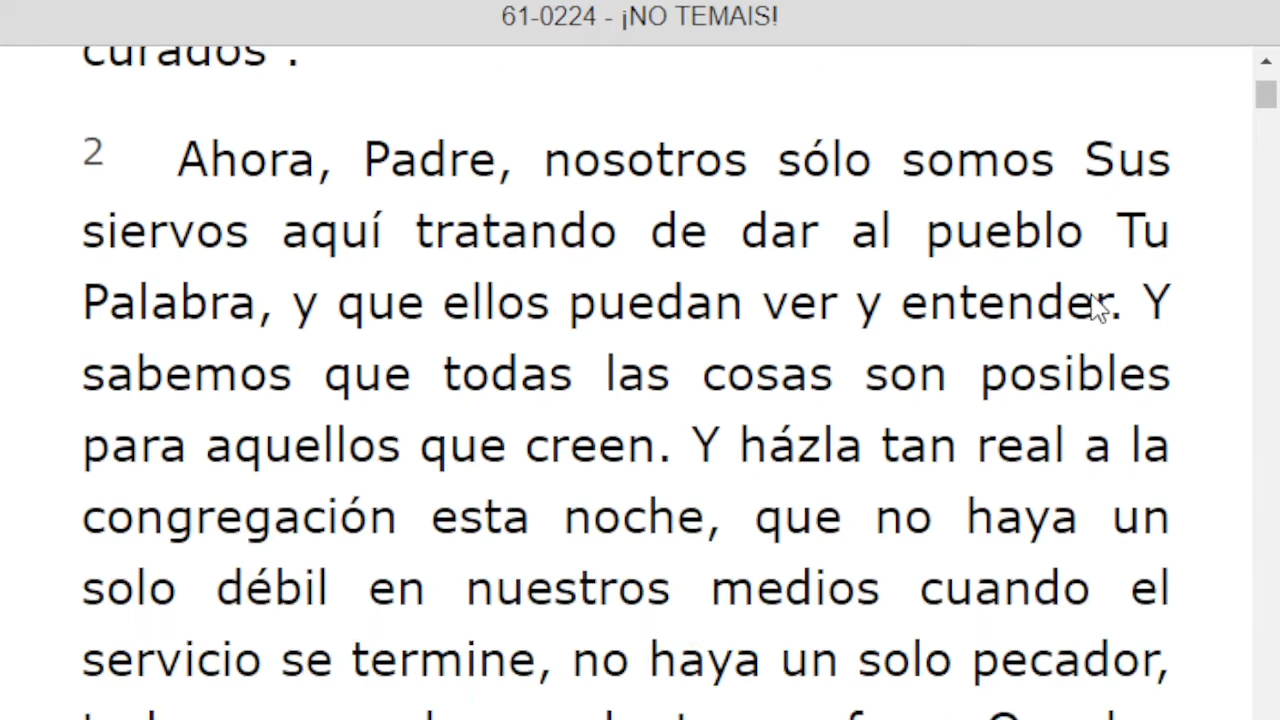 61-0224 - ¡NO TEMAIS!
curados .
2 Ahora, Padre, nosotros sólo somos Sus
siervos aquí tratando de dar al pueblo Tu
Palabra, y que ellos puedan ver y entender. Y
sabemos que todas las cosas son posibles
para aquellos que creen. Y házla tan real a la
congregación esta noche, que no haya un
solo débil en nuestros medios cuando el
servicio se termine, no haya un solo pecador,